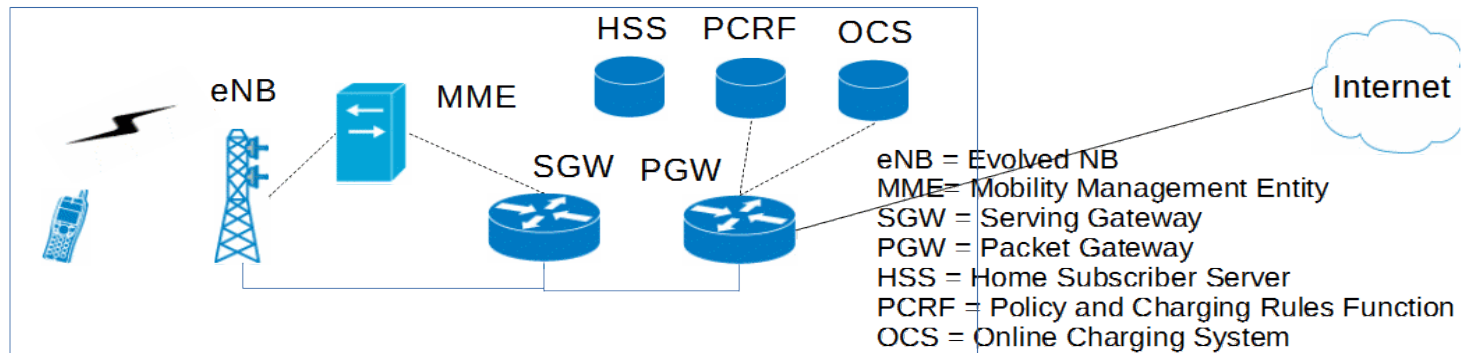 HSS PCRF OCS
eNB
MME
Internet
SGW PGW
eNB = Evolved NB
MME= Mobility Management Entity
SGW = Serving Gateway
PGW = Packet Gateway
HSS = Home Subscriber Server
PCRF = Policy and Charging Rules Function
OCS = Online Charging System